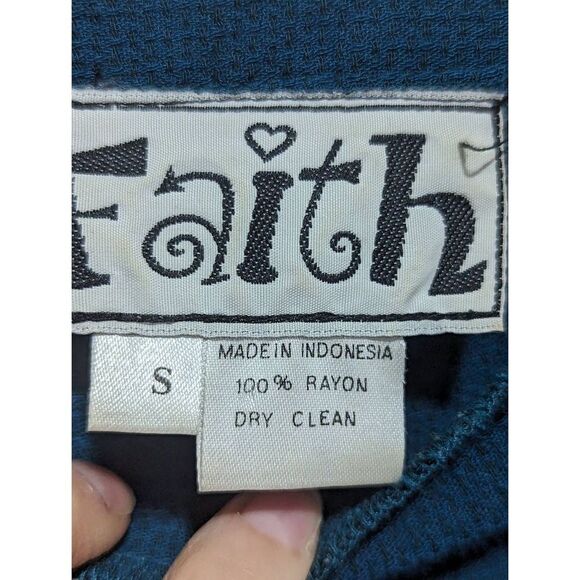 Faith
S
MADE IN INDONESIA
100% RAYON
DRY CLEAN